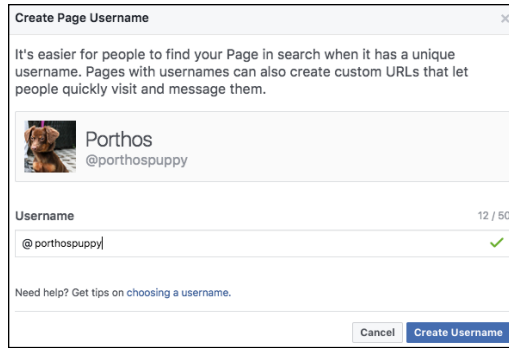 Create Page Username
It's easier for people to find your Page in search when it has a unique
username. Pages with usernames can also create custom URLs that let
people quickly visit and message them.
Porthos
@porthospuppy
Username 12 / 50
@ porthospuppy
Need help? Get tips on choosing a username.
Cancel Create Username